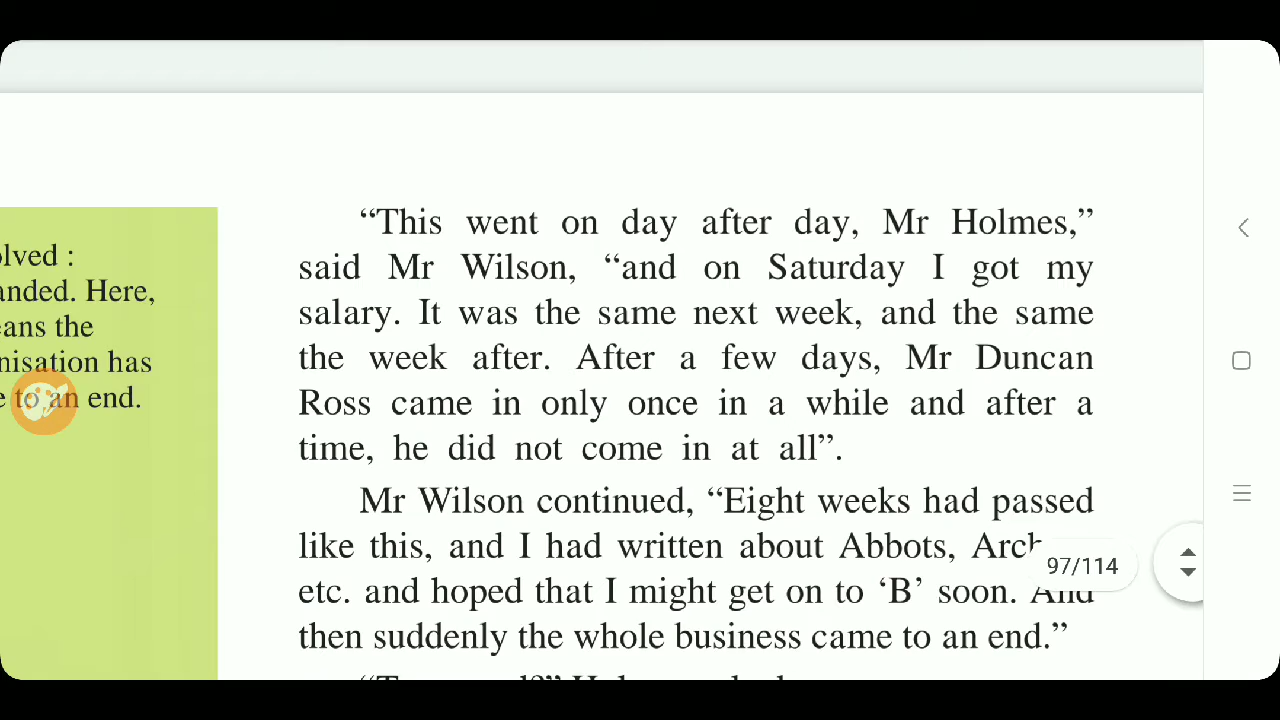 olved :
anded. Here,
eans the
nisation has
e to an end.
“This went on day after day, Mr Holmes,”
said Mr Wilson, “and on Saturday I got my
salary. It was the same next week, and the same
the week after. After a few days, Mr Duncan
Ross came in only once in a while and after a
time, he did not come in at all”.
Mr Wilson continued, “Eight weeks had passed
like this, and I had written about Abbots,
etc. and hoped that I might get on to ‘B’ soon. And
then suddenly the whole business came to an end.”
97/114